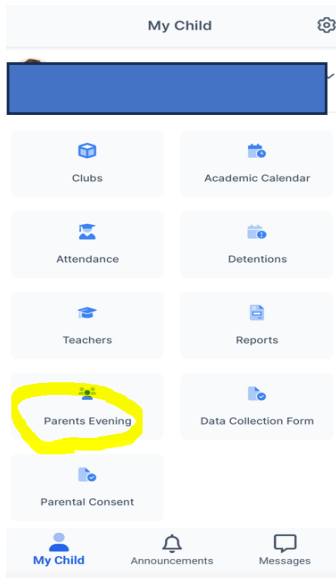 My Child
Clubs
Academic Calendar
Attendance
Detentions
Teachers
Reports
Parents Evening
Data Collection Form
Parental Consent
My Child
Announcements
Messages